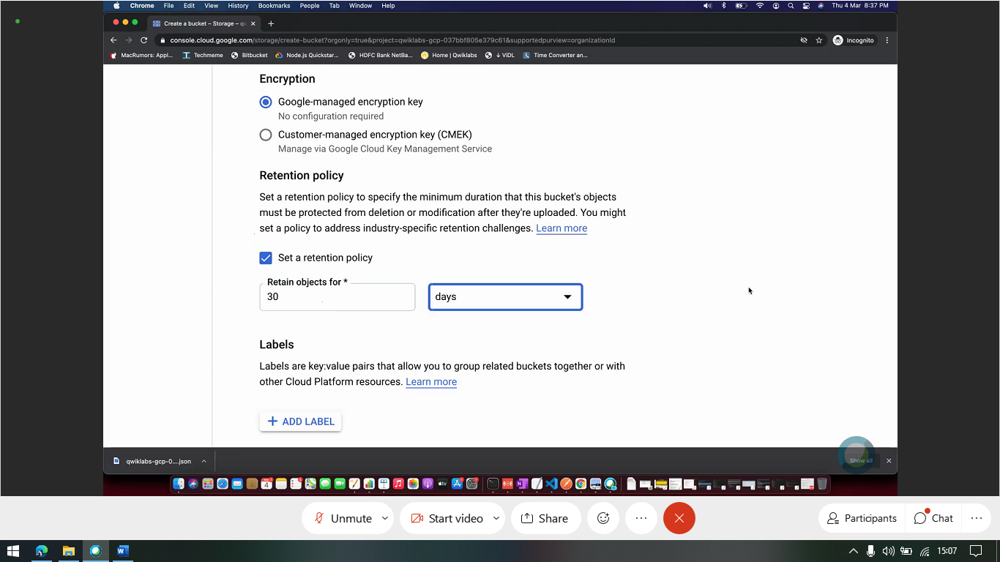 Chrome File Edit View History Bookmarks People Tab Window Help Thu 4 Mar 8:37 PM
Create a bucket – Storage – q
console.cloud.google.com/storage/create-bucket?orgonly=true&project=qwiklabs-gcp-037bbf805e379c61&supportedpurview=organizationId Incognito
MacRumors: Appl... Techmeme Bitbucket Node.js Quickstar... HDFC Bank NetBa... Home | Qwiklabs ↓ ViDL Time Converter an...
Encryption
Google-managed encryption key
No configuration required
Customer-managed encryption key (CMEK)
Manage via Google Cloud Key Management Service
Retention policy
Set a retention policy to specify the minimum duration that this bucket's objects
must be protected from deletion or modification after they're uploaded. You might
set a policy to address industry-specific retention challenges. Learn more
Set a retention policy
Retain objects for *
30 days
Labels
Labels are key:value pairs that allow you to group related buckets together or with
other Cloud Platform resources. Learn more
+ ADD LABEL
qwiklabs-gcp-0....json Show all
Unmute Start video Share Participants Chat
15:07